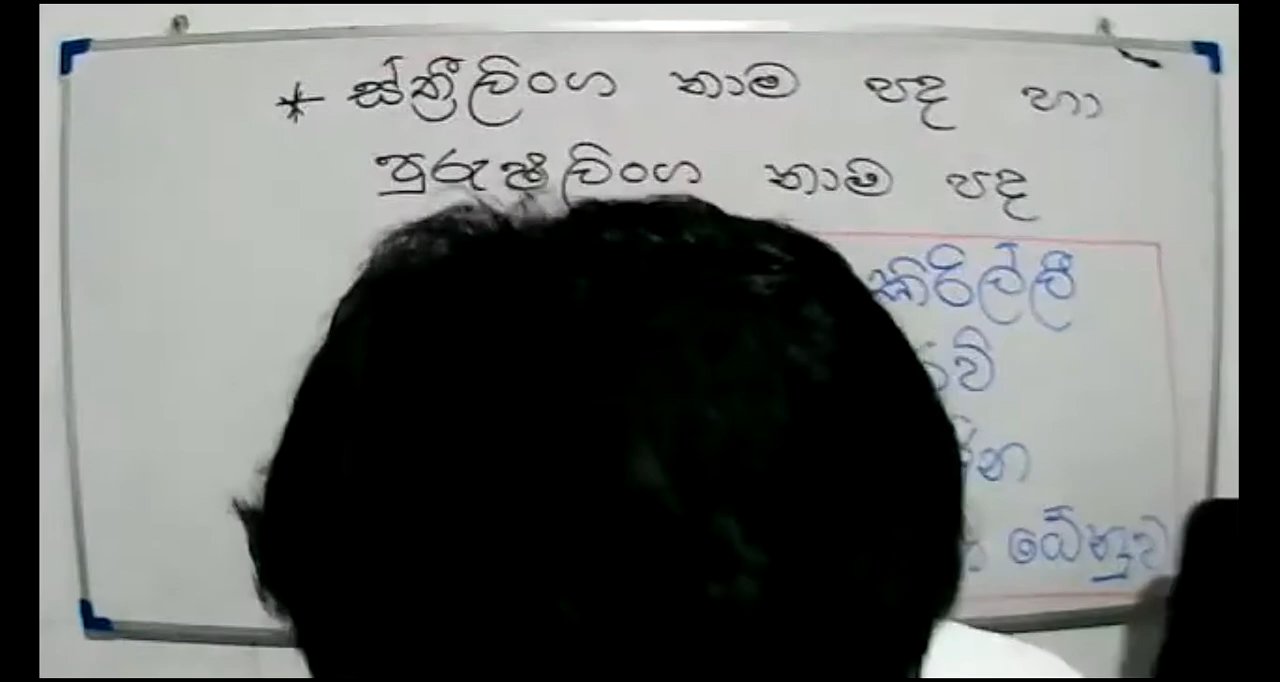 * ස්ත්‍රීලිංග නාම පද හා
පුරුෂලිංග නාම පද
කිරිල්ලී
ධේනුව